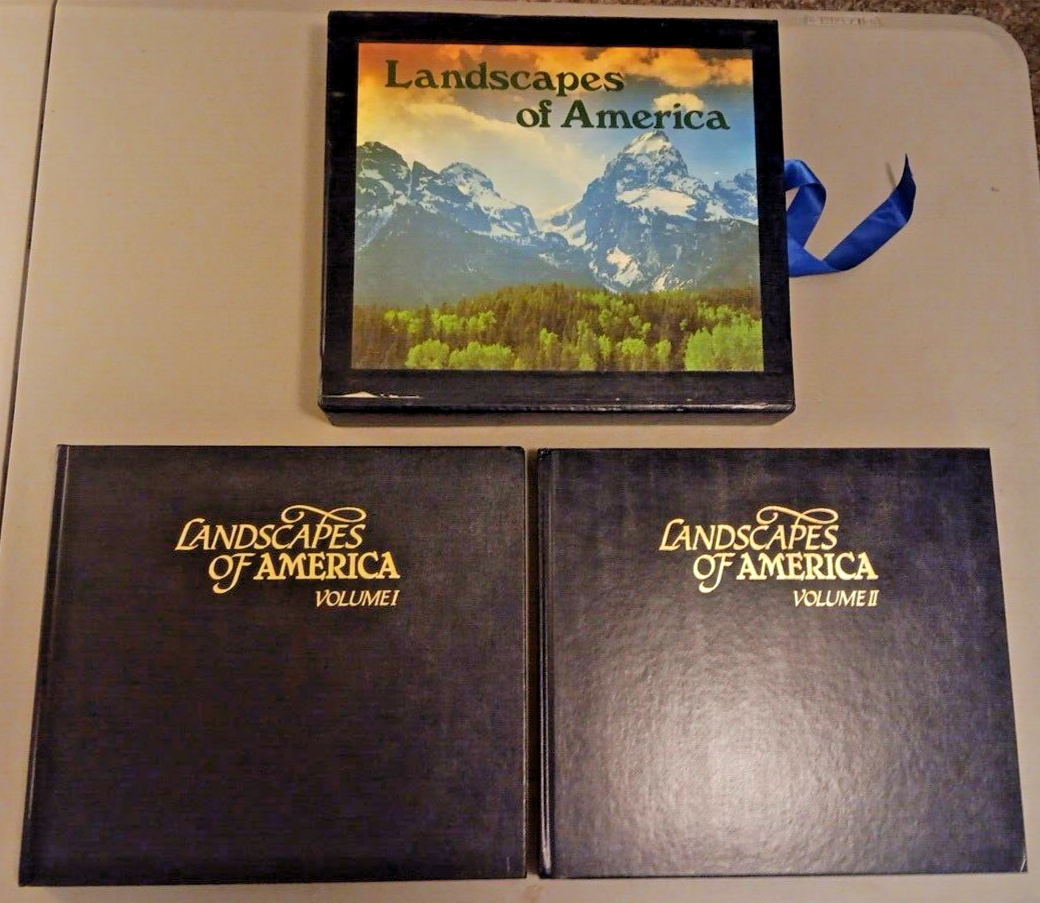 Landscapes
of America
LANDSCAPES
OF AMERICA
VOLUME I
LANDSCAPES
OF AMERICA
VOLUME II